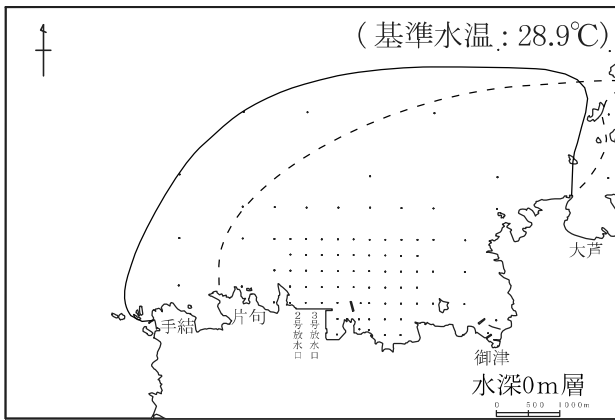 (基準水温:28.9℃)
大芦
手結
片句
2号放水口
3号放水口
御津
水深0m層
0 500 1000m